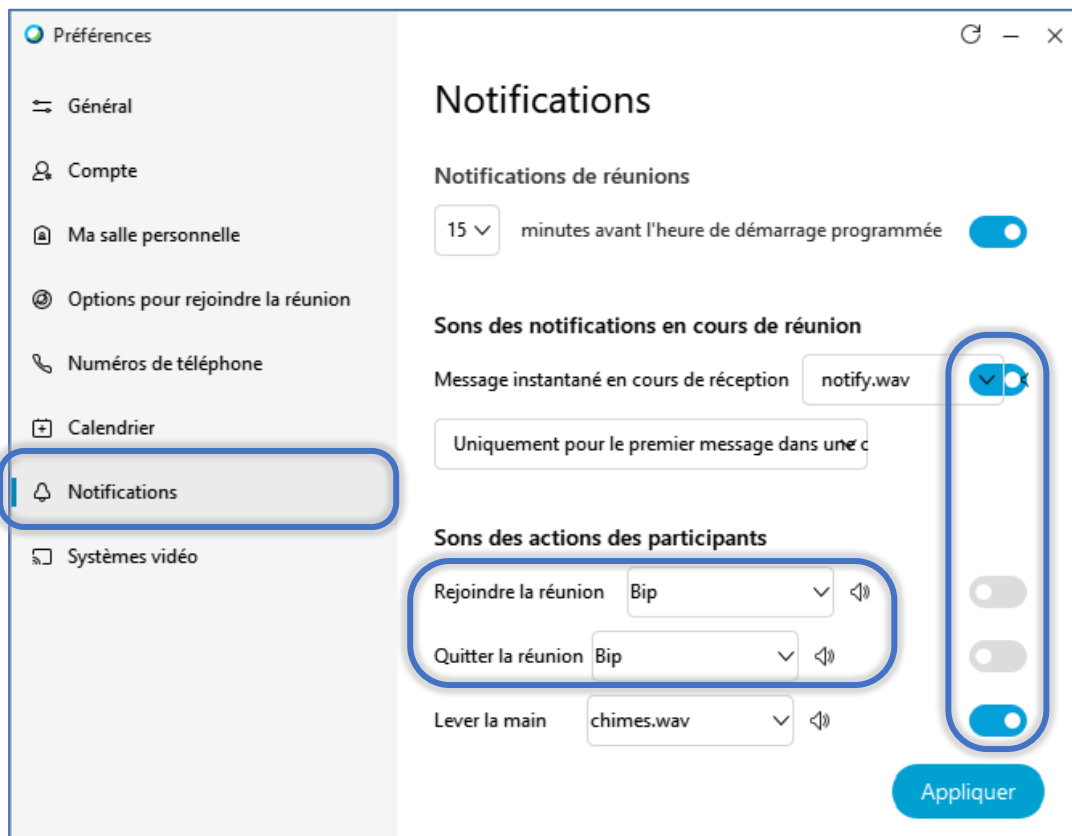 Préférences
Général
Compte
Ma salle personnelle
Options pour rejoindre la réunion
Numéros de téléphone
Calendrier
Notifications
Systèmes vidéo
Notifications
Notifications de réunions
15 minutes avant l'heure de démarrage programmée
Sons des notifications en cours de réunion
Message instantané en cours de réception notify.wav
Uniquement pour le premier message dans une c
Sons des actions des participants
Rejoindre la réunion Bip
Quitter la réunion Bip
Lever la main chimes.wav
Appliquer